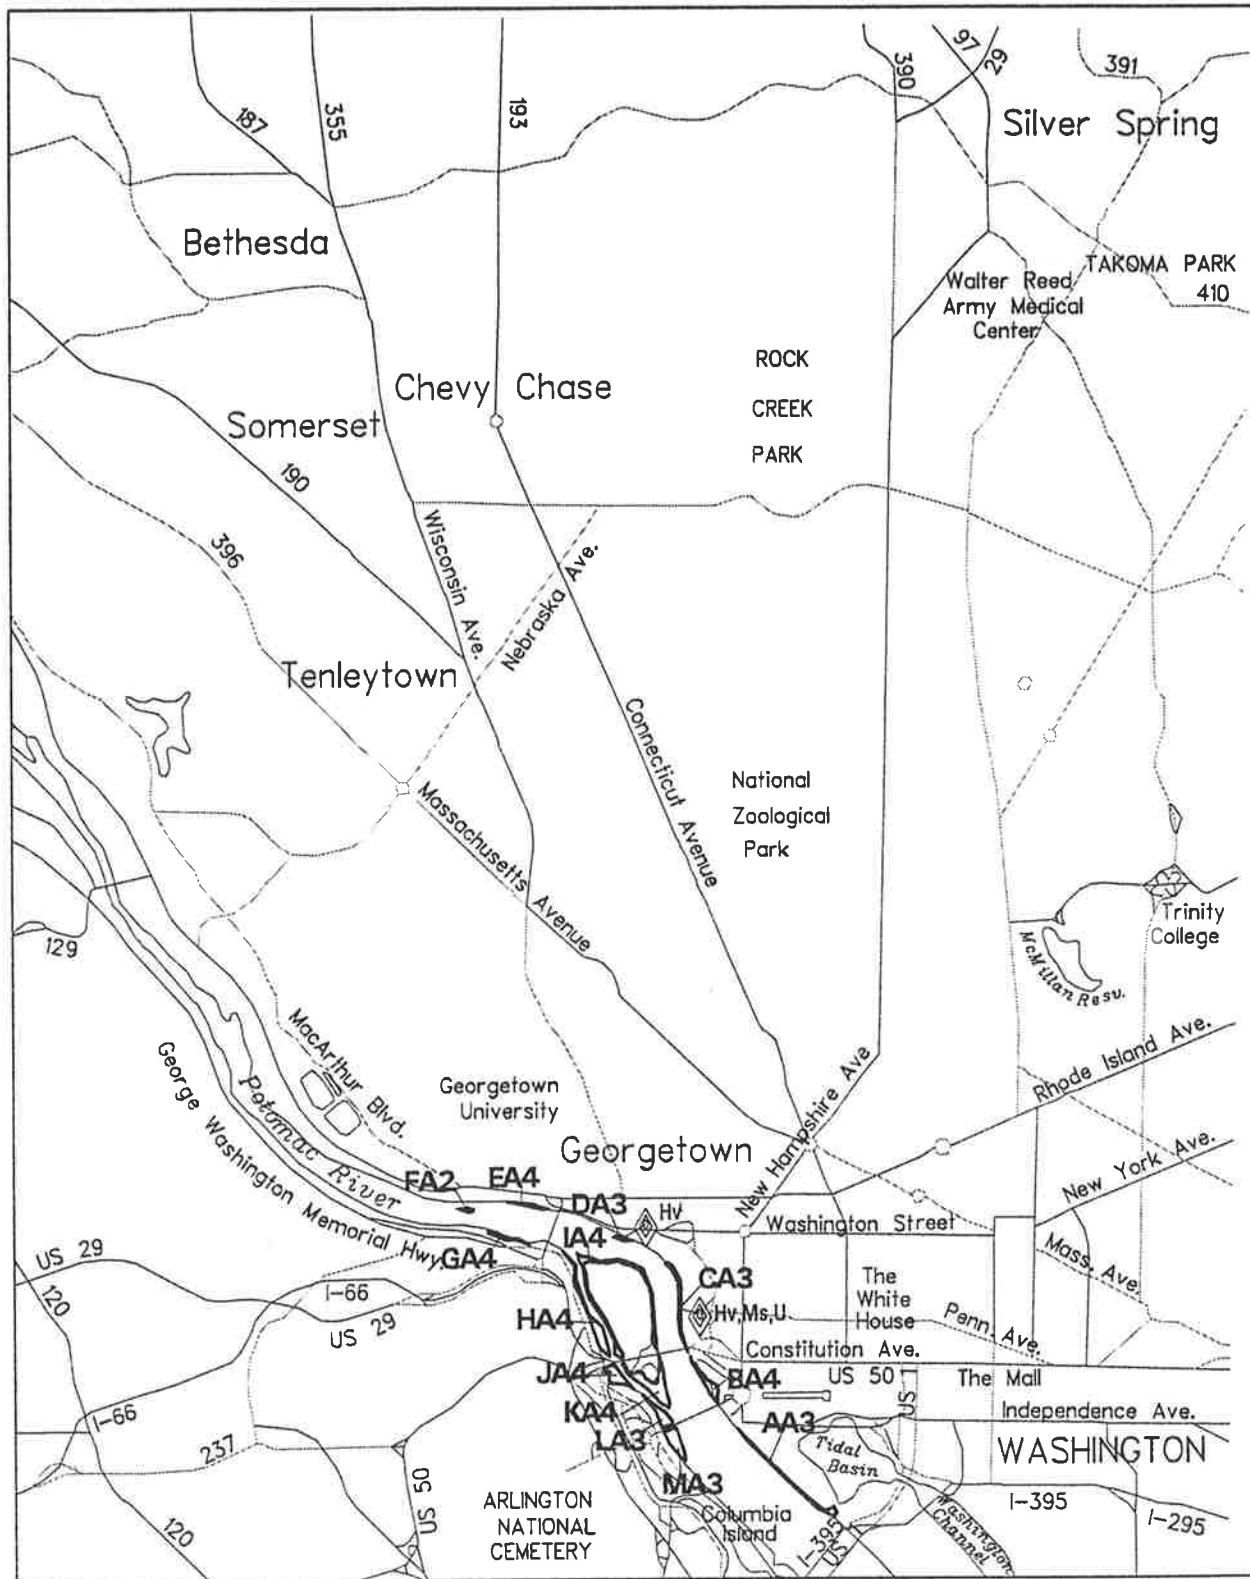 187
355
193
390
97
29
391
Silver Spring
Bethesda
TAKOMA PARK
410
Walter Reed
Army Medical
Center
ROCK
CREEK
PARK
Chevy Chase
Somerset
190
396
Wisconsin Ave.
Nebraska Ave.
Tenleytown
Connecticut Avenue
National
Zoological
Park
Massachusetts Avenue
129
Trinity
College
McMillan Resv.
MacArthur Blvd.
George Washington Memorial Hwy.
Potomac River
Georgetown
University
Georgetown
New Hampshire Ave
Rhode Island Ave.
New York Ave.
Mass. Ave.
FA2
EA4
DA3
Hv
Washington Street
IA4
GA4
US 29
120
I-66
US 29
CA3
Hv,Ms,U
The
White
House
Penn. Ave.
HA4
Constitution Ave.
JA4
BA4
US 50
The Mall
US
KA4
Independence Ave.
AA3
I-66
237
LA3
Tidal
Basin
WASHINGTON
MA3
US 50
120
ARLINGTON
NATIONAL
CEMETERY
Columbia
Island
I-395
I-395
I-295
Washington
Channel